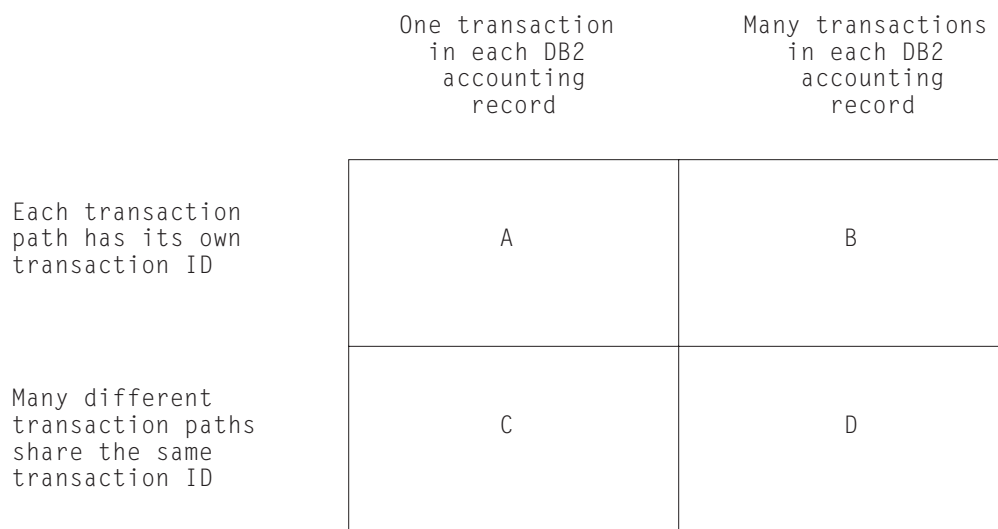 One transaction
in each DB2
accounting
record
Many transactions
in each DB2
accounting
record
Each transaction
path has its own
transaction ID
A
B
Many different
transaction paths
share the same
transaction ID
C
D